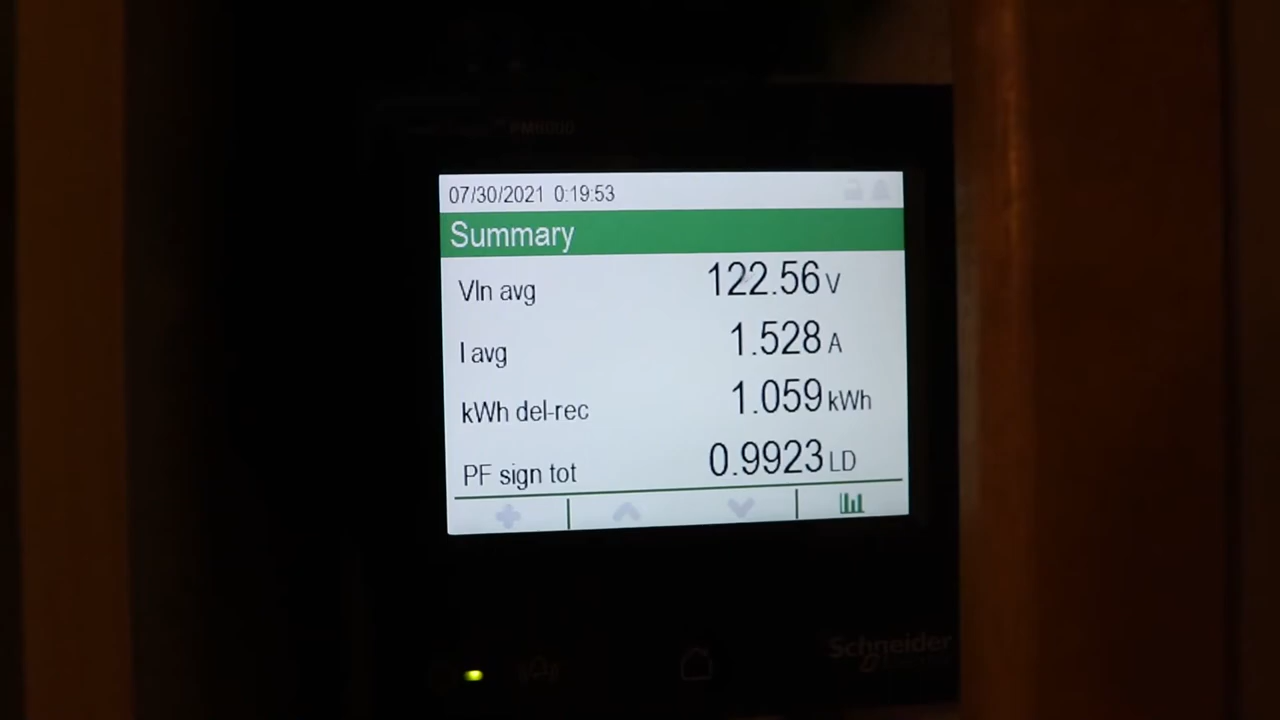 PM8000
07/30/2021 0:19:53
Summary
Vln avg 122.56 V
I avg 1.528 A
kWh del-rec 1.059 kWh
PF sign tot 0.9923 LD
Schneider